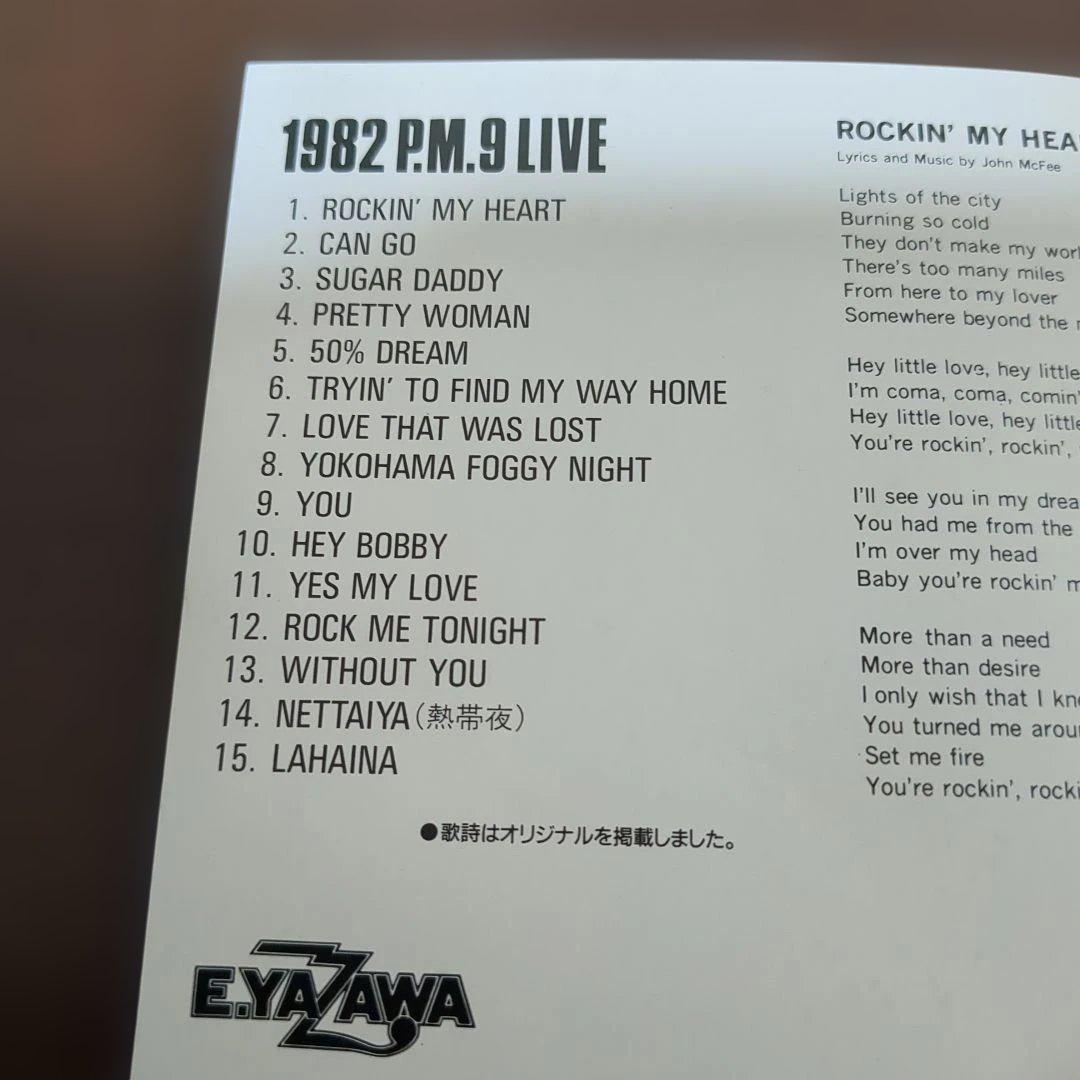 1982 P.M.9 LIVE
1. ROCKIN' MY HEART
2. CAN GO
3. SUGAR DADDY
4. PRETTY WOMAN
5. 50% DREAM
6. TRYIN' TO FIND MY WAY HOME
7. LOVE THAT WAS LOST
8. YOKOHAMA FOGGY NIGHT
9. YOU
10. HEY BOBBY
11. YES MY LOVE
12. ROCK ME TONIGHT
13. WITHOUT YOU
14. NETTAIYA(熱帯夜)
15. LAHAINA
●歌詩はオリジナルを掲載しました。
E.YAZAWA
ROCKIN' MY
Lyrics and Music by John McFee
Lights of the city
Burning so cold
They don't make my
There's too many miles
From here to my lover
Somewhere beyond the
Hey little love, hey little
I'm coma, coma, comin'
Hey little love, hey little
You're rockin', rockin',
I'll see you in my
You had me from the
I'm over my head
Baby you're rockin'
More than a need
More than desire
I only wish that I
You turned me
Set me fire
You're rockin',